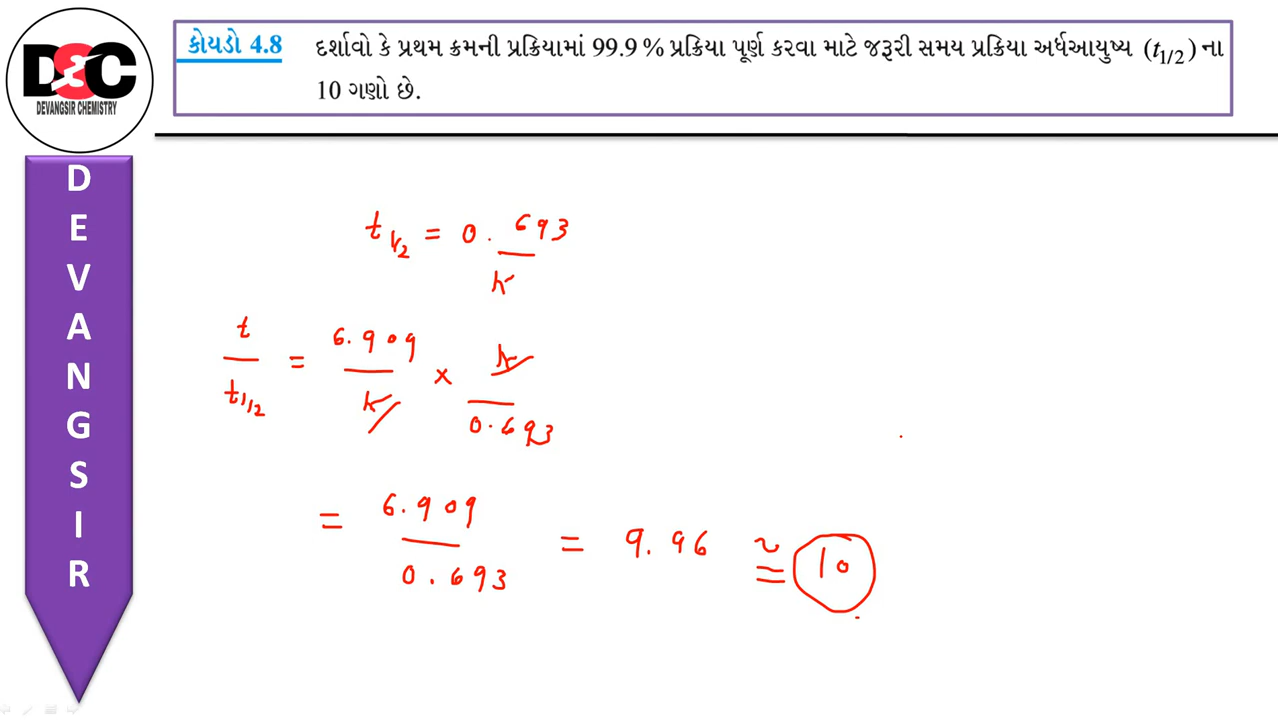 DEC
DEVANGSIR CHEMISTRY
કોયડો 4.8 દર્શાવો કે પ્રથમ ક્રમની પ્રક્રિયામાં 99.9 % પ્રક્રિયા પૂર્ણ કરવા માટે જરૂરી સમય પ્રક્રિયા અર્ધઆયુષ્ય (t1/2) ના
10 ગણો છે.
D
E
V
A
N
G
S
I
R
t1/2 = 0.693 / k
t / t1/2 = 6.909 / k × k / 0.693
= 6.909 / 0.693 = 9.96 ≅ 10